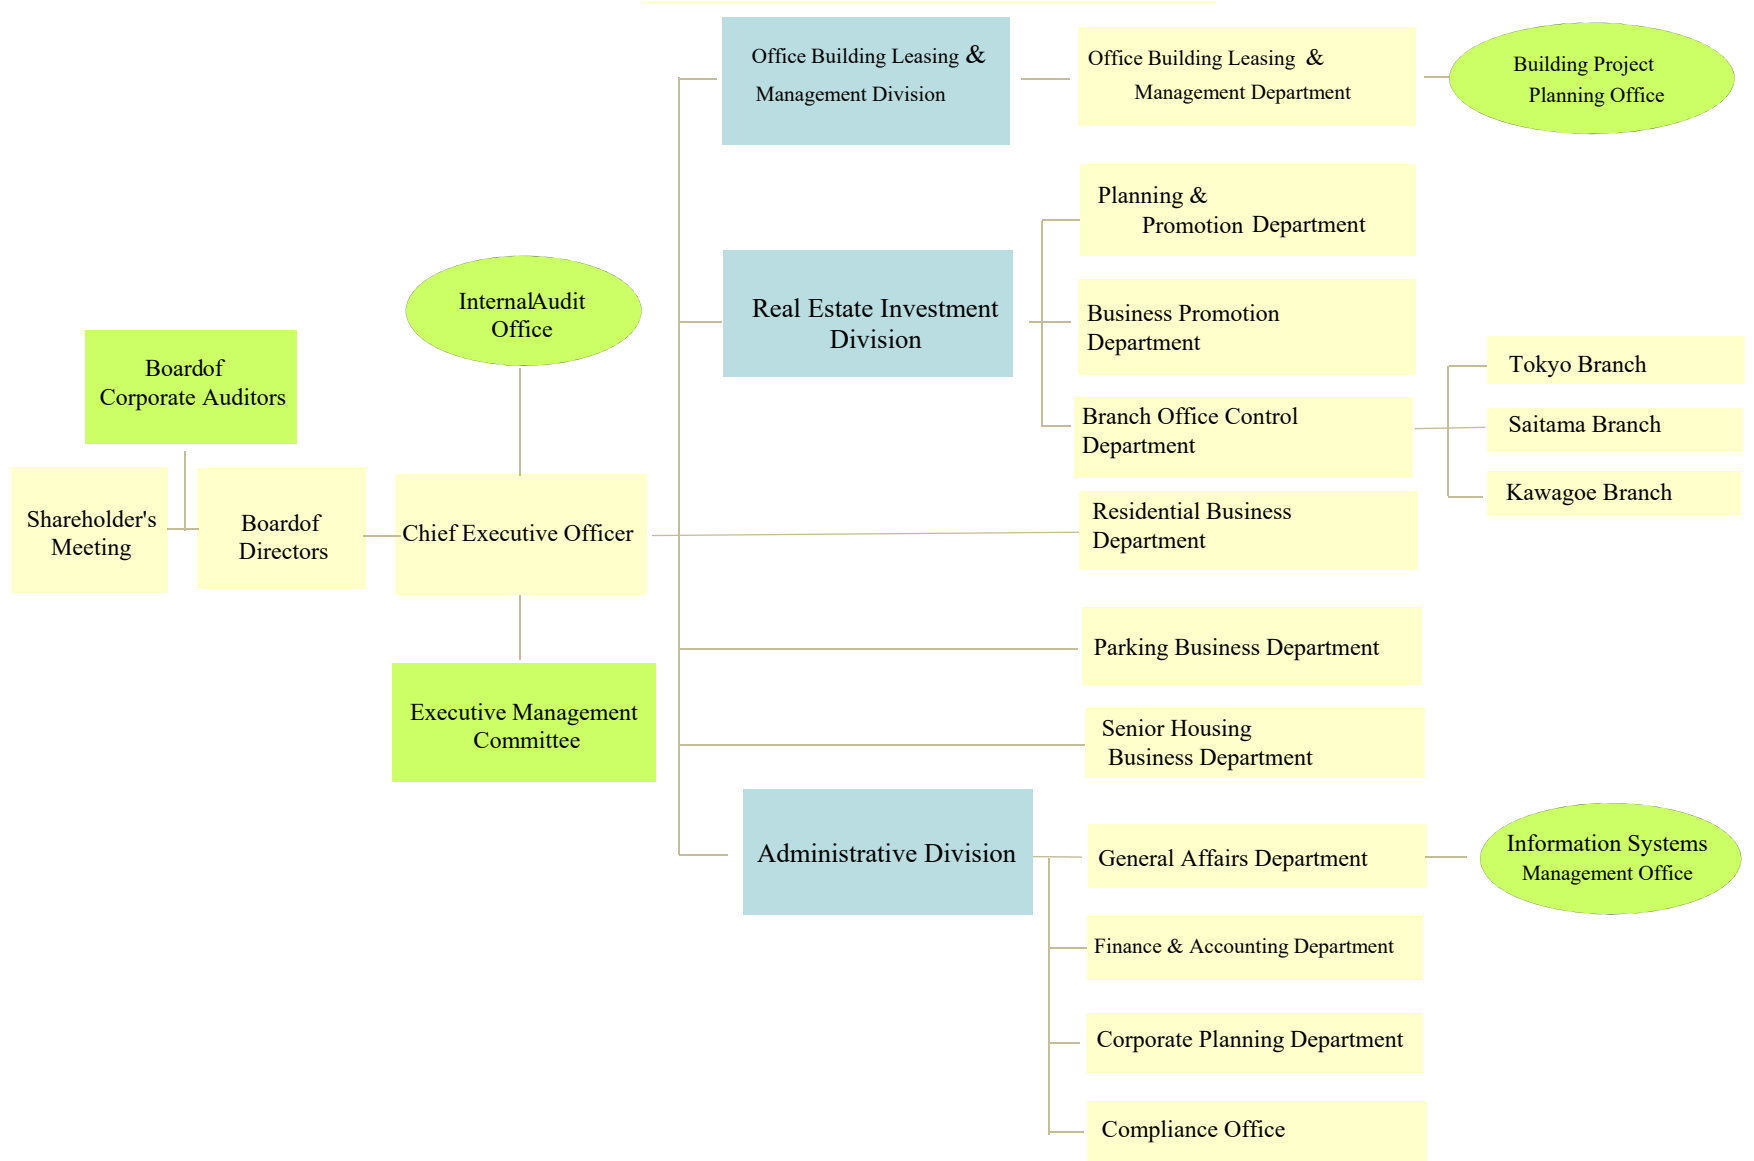 Office Building Leasing &
Management Division
Office Building Leasing &
Management Department
Building Project
Planning Office
Planning &
Promotion Department
InternalAudit
Office
Real Estate Investment
Division
Business Promotion
Department
Boardof
Corporate Auditors
Tokyo Branch
Branch Office Control
Department
Saitama Branch
Kawagoe Branch
Shareholder's
Meeting
Boardof
Directors
Chief Executive Officer
Residential Business
Department
Parking Business Department
Executive Management
Committee
Senior Housing
Business Department
Administrative Division
General Affairs Department
Information Systems
Management Office
Finance & Accounting Department
Corporate Planning Department
Compliance Office